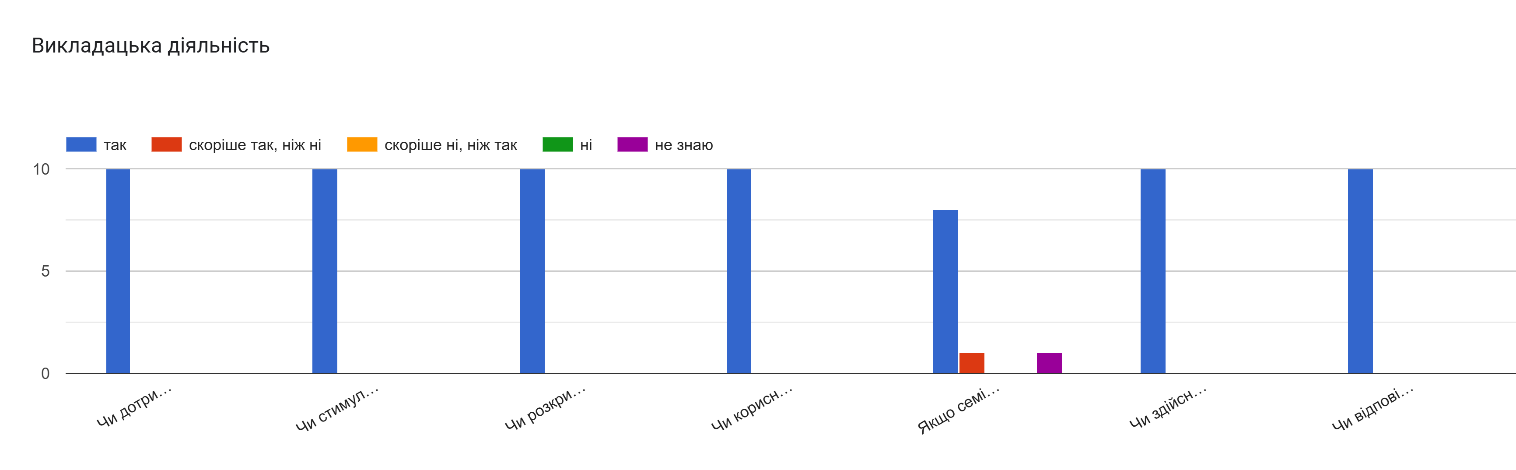 Викладацька діяльність
так скоріше так, ніж ні скоріше ні, ніж так ні не знаю
10
5
0
Чи дотри... Чи стимул... Чи розкри... Чи корисн... Якщо семі... Чи здійсн... Чи відпові...